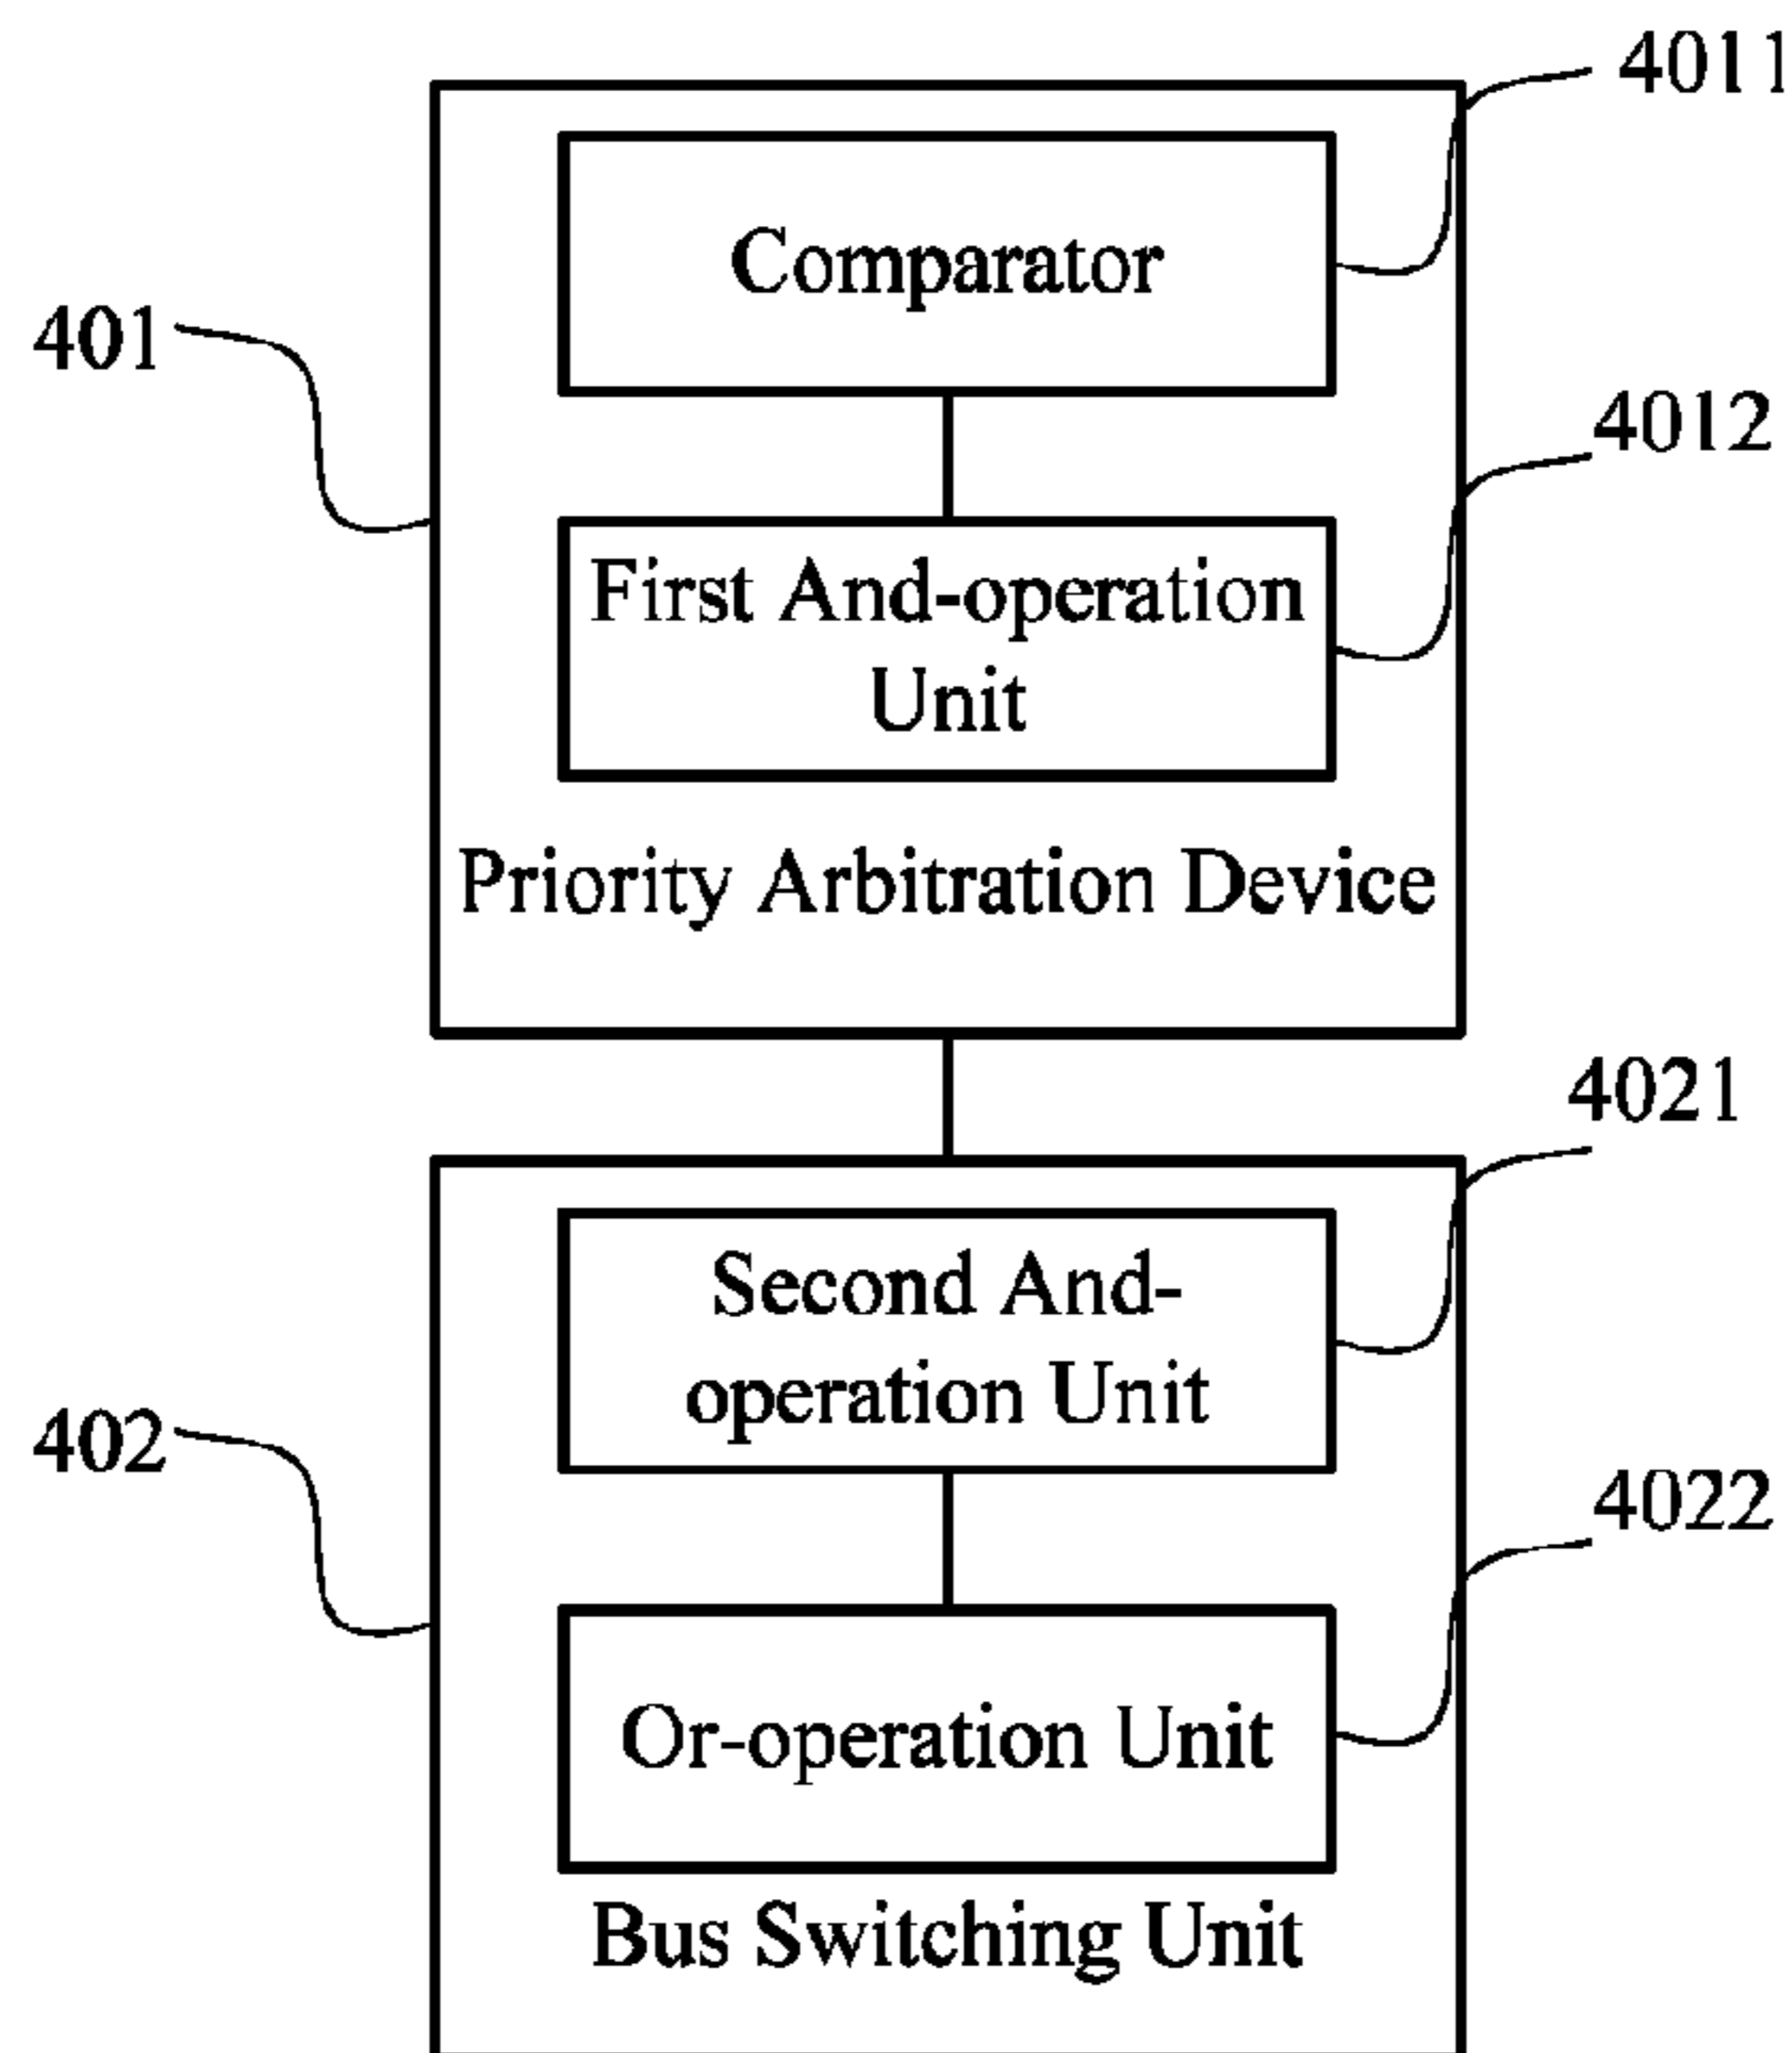 4011
Comparator
401
4012
First And-operation
Unit
Priority Arbitration Device
4021
Second And-
operation Unit
402
4022
Or-operation Unit
Bus Switching Unit